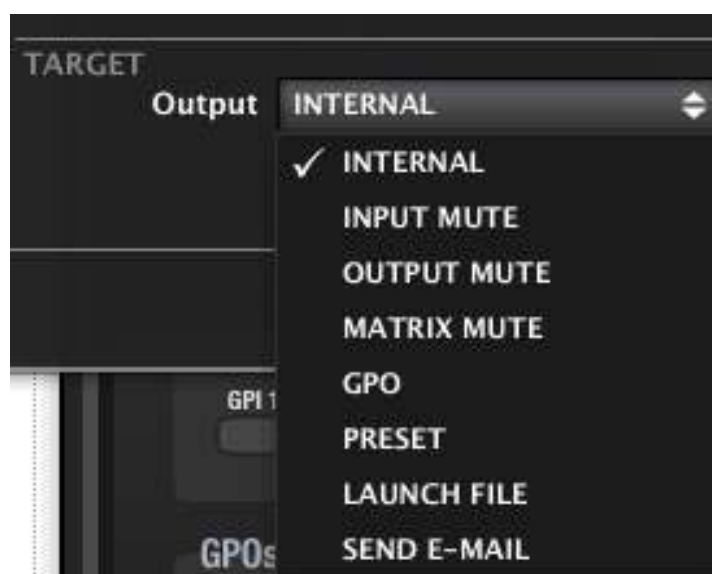 TARGET
Output INTERNAL
✓ INTERNAL
INPUT MUTE
OUTPUT MUTE
MATRIX MUTE
GPO
PRESET
LAUNCH FILE
SEND E-MAIL
GPI 1
GPOs